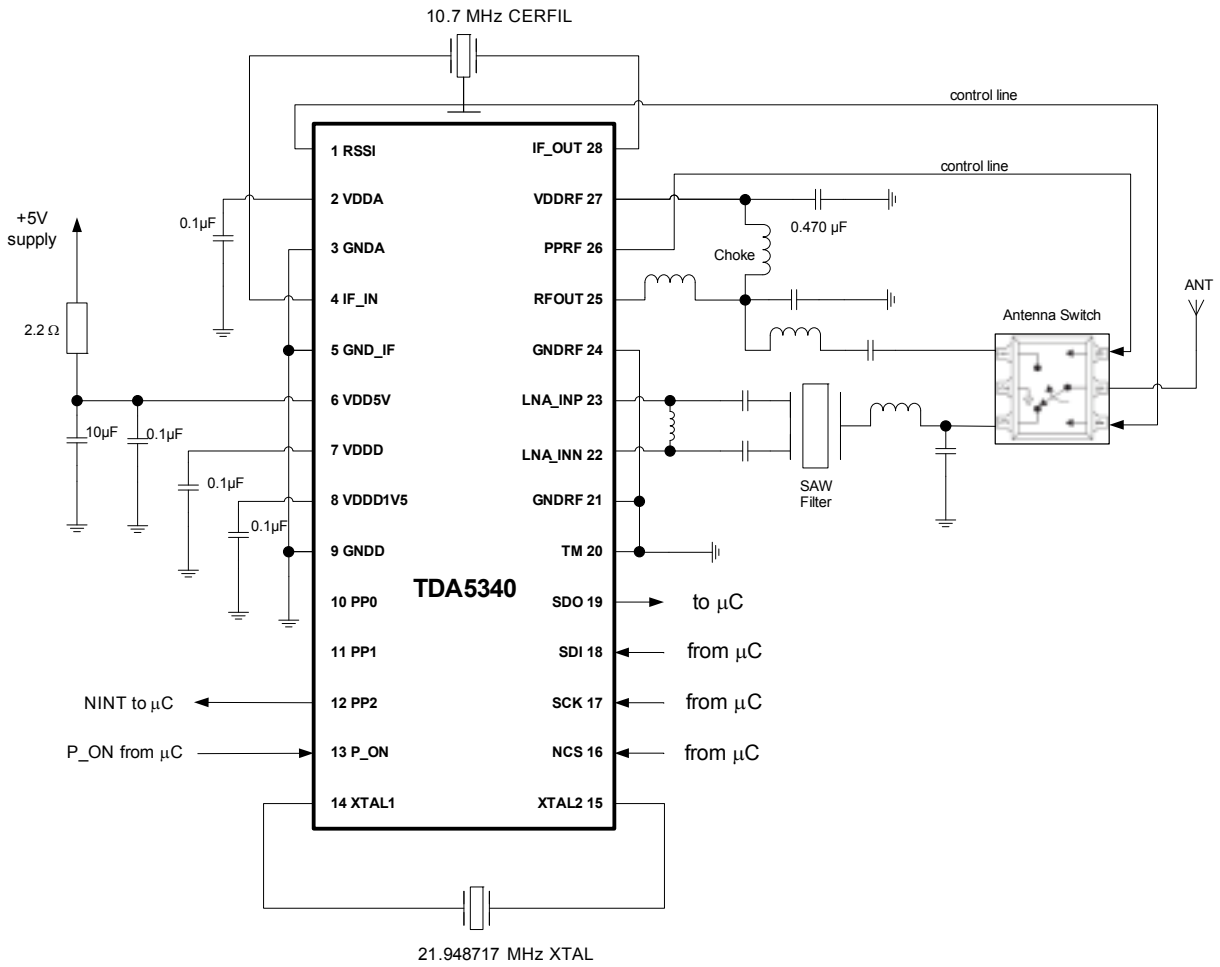 10.7 MHz CERFIL
control line
control line
+5V
supply
2.2 Ω
10µF
0.1µF
0.1µF
0.1µF
0.1µF
1 RSSI
2 VDDA
3 GNDA
4 IF_IN
5 GND_IF
6 VDD5V
7 VDDD
8 VDDD1V5
9 GNDD
10 PP0
11 PP1
12 PP2
13 P_ON
14 XTAL1
TDA5340
IF_OUT 28
VDDRF 27
PPRF 26
RFOUT 25
GNDRF 24
LNA_INP 23
LNA_INN 22
GNDRF 21
TM 20
SDO 19
SDI 18
SCK 17
NCS 16
XTAL2 15
0.470 µF
Choke
ANT
Antenna Switch
SAW
Filter
to µC
from µC
from µC
from µC
NINT to µC
P_ON from µC
21.948717 MHz XTAL